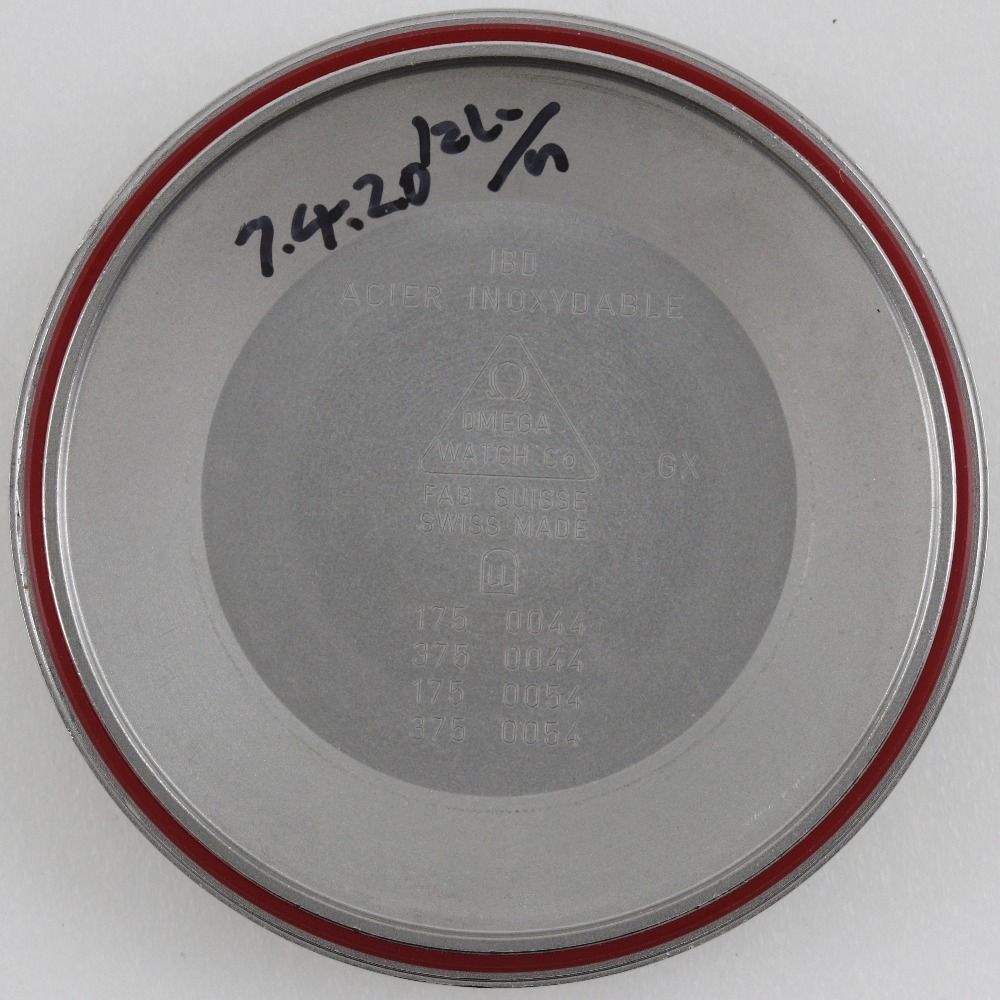 7.4.20
IBD
ACIER INOXYDABLE
Ω
OMEGA
WATCH Co
GX
FAB. SUISSE
SWISS MADE
175 0044
375 0044
175 0054
375 0054